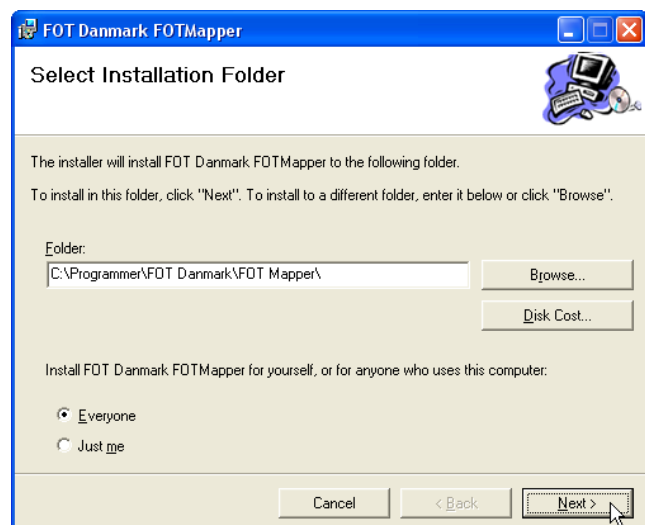 FOT Danmark FOTMapper
Select Installation Folder
The installer will install FOT Danmark FOTMapper to the following folder.
To install in this folder, click "Next". To install to a different folder, enter it below or click "Browse".
Folder:
C:\Programmer\FOT Danmark\FOT Mapper\
Browse...
Disk Cost...
Install FOT Danmark FOTMapper for yourself, or for anyone who uses this computer:
Everyone
Just me
Cancel
< Back
Next >